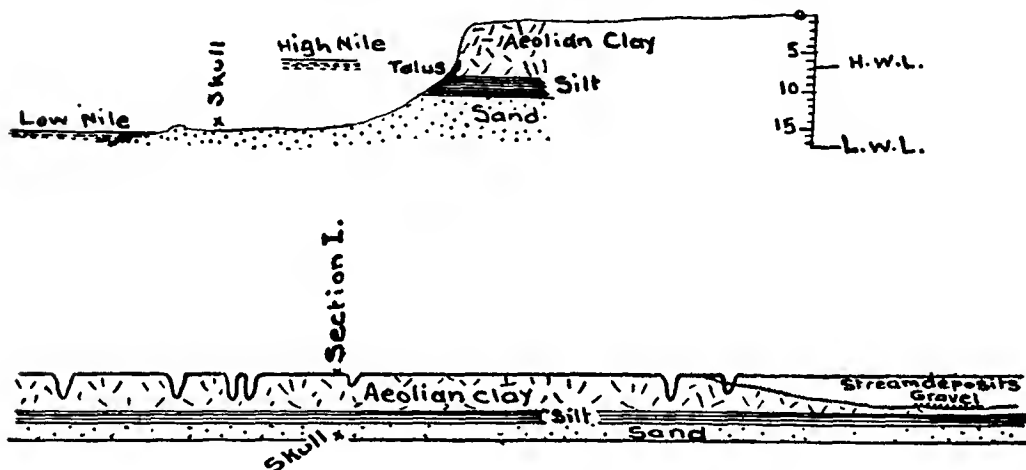 Skull
High Nile
Low Nile
Talus
Aeolian Clay
Silt
Sand
0
5
10
15
H.W.L.
L.W.L.
Section I.
Aeolian Clay
Silt
Sand
Skull
Stream deposits
Gravel